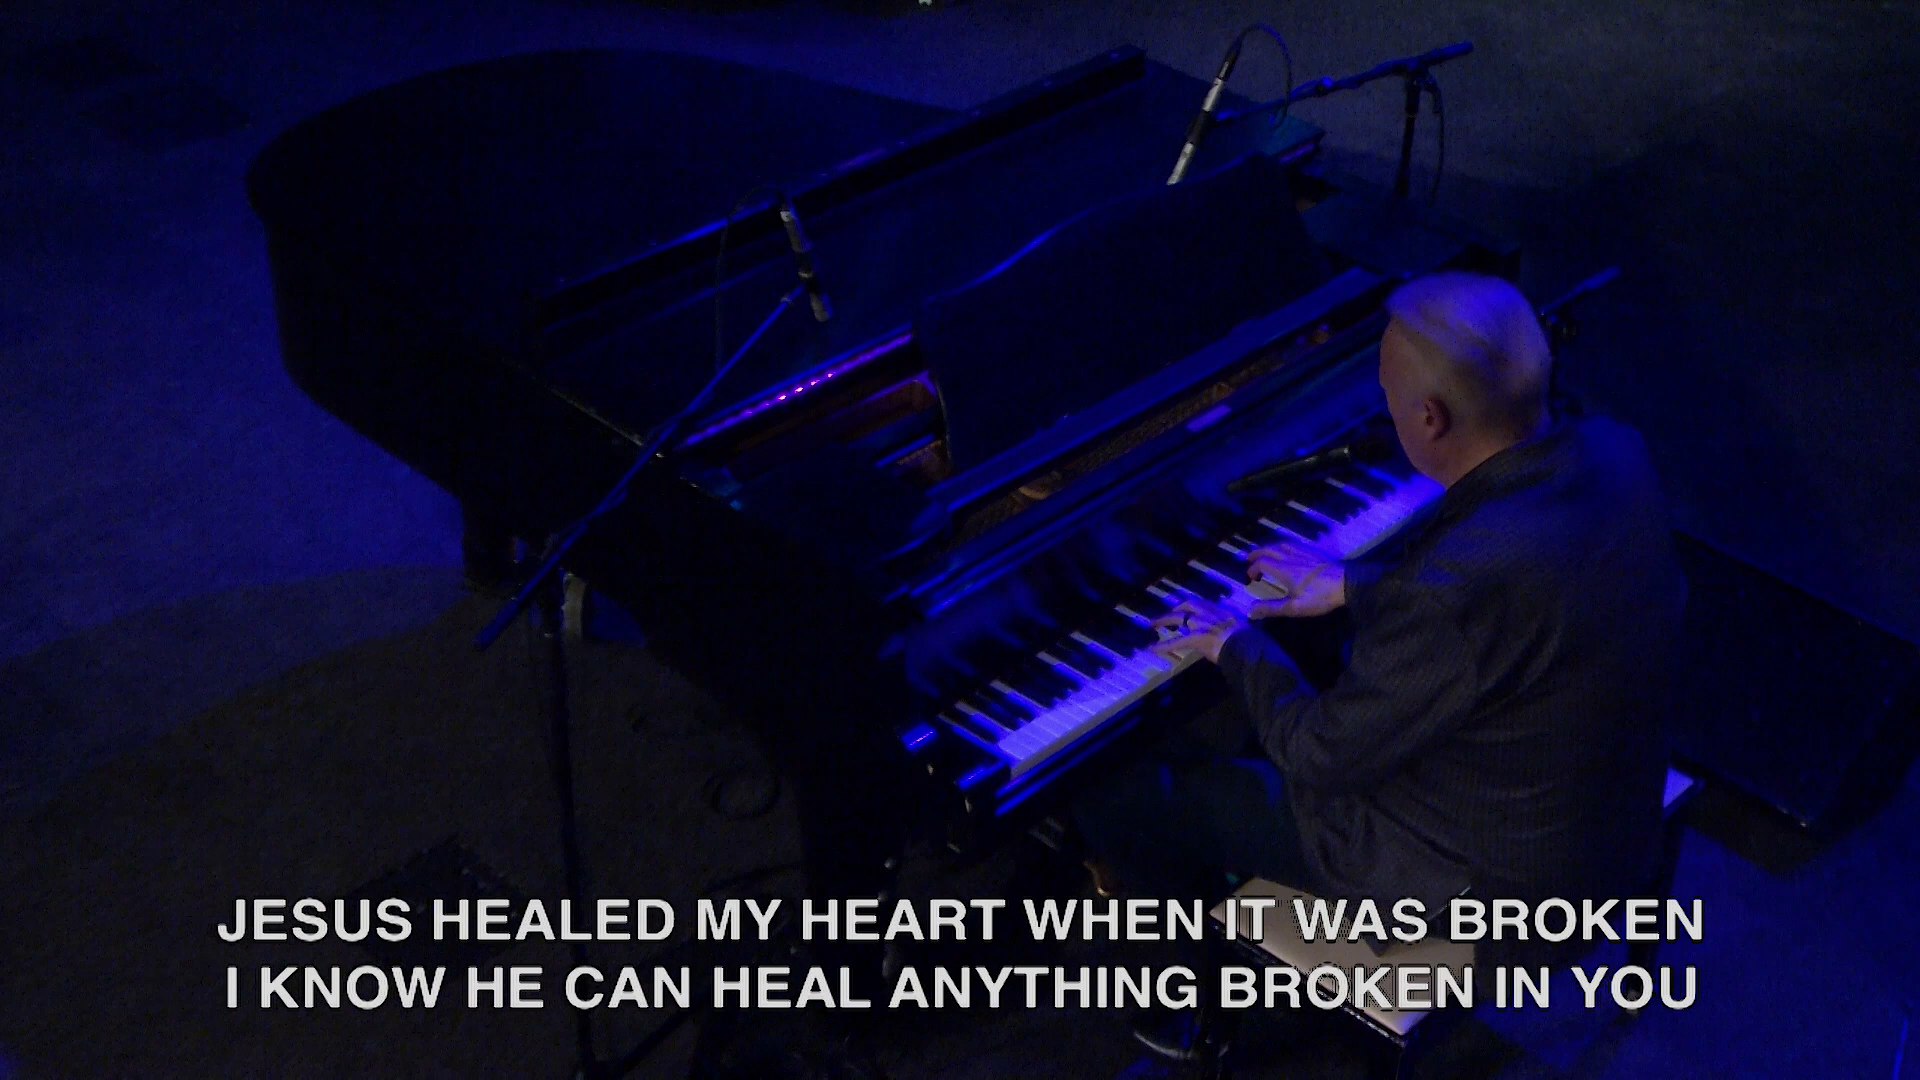 JESUS HEALED MY HEART WHEN IT WAS BROKEN
I KNOW HE CAN HEAL ANYTHING BROKEN IN YOU